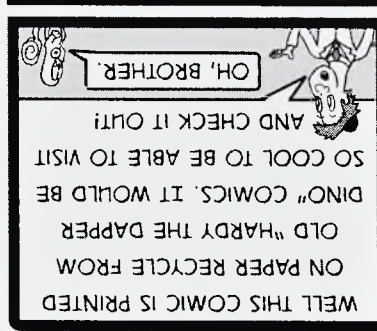 WELL THIS COMIC IS PRINTED
ON PAPER RECYCLE FROM
OLD "HARDY THE DAPPER
DINO" COMICS. IT WOULD BE
SO COOL TO BE ABLE TO VISIT
AND CHECK IT OUT!
OH, BROTHER.